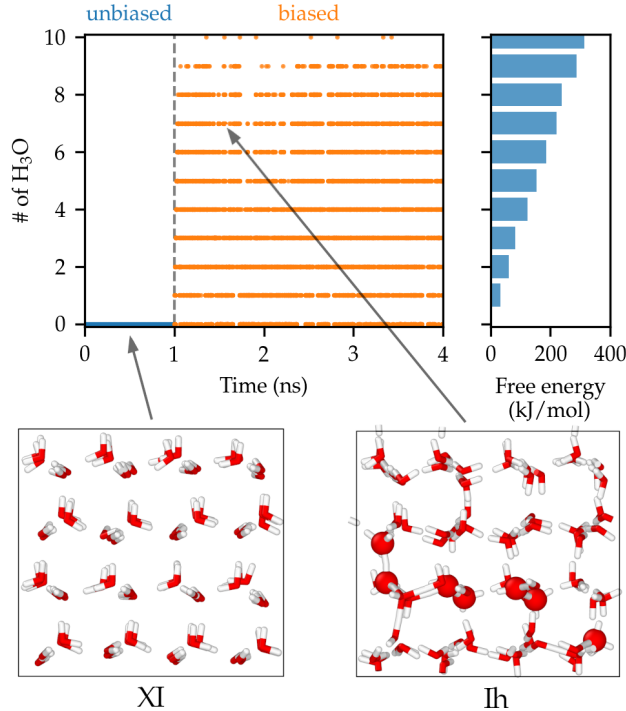 unbiased biased
10
8
6
4
2
0
# of H₃O
0 1 2 3 4
Time (ns)
0 200 400
Free energy
(kJ/mol)
XI Ih